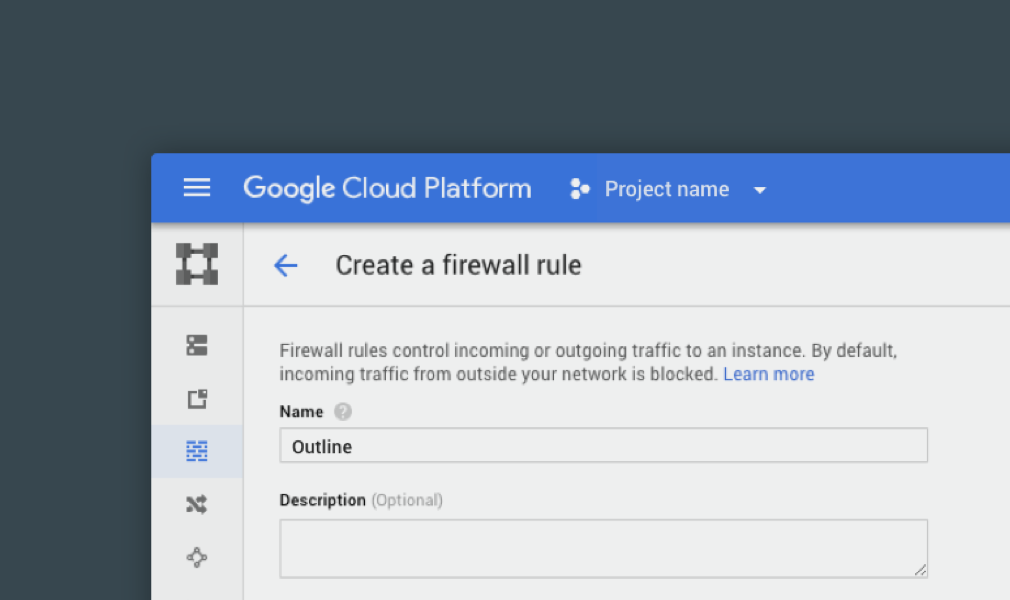 Google Cloud Platform Project name
Create a firewall rule
Firewall rules control incoming or outgoing traffic to an instance. By default,
incoming traffic from outside your network is blocked. Learn more
Name ?
Outline
Description (Optional)